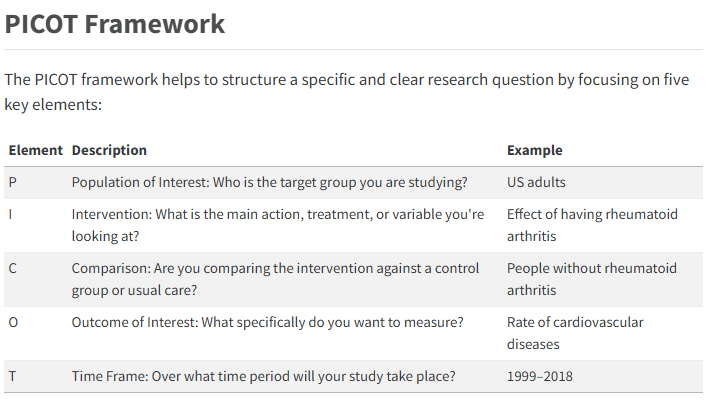 PICOT Framework
The PICOT framework helps to structure a specific and clear research question by focusing on five
key elements:
Element Description Example
P Population of Interest: Who is the target group you are studying? US adults
I Intervention: What is the main action, treatment, or variable you're Effect of having rheumatoid
looking at? arthritis
C Comparison: Are you comparing the intervention against a control People without rheumatoid
group or usual care? arthritis
O Outcome of Interest: What specifically do you want to measure? Rate of cardiovascular
diseases
T Time Frame: Over what time period will your study take place? 1999–2018